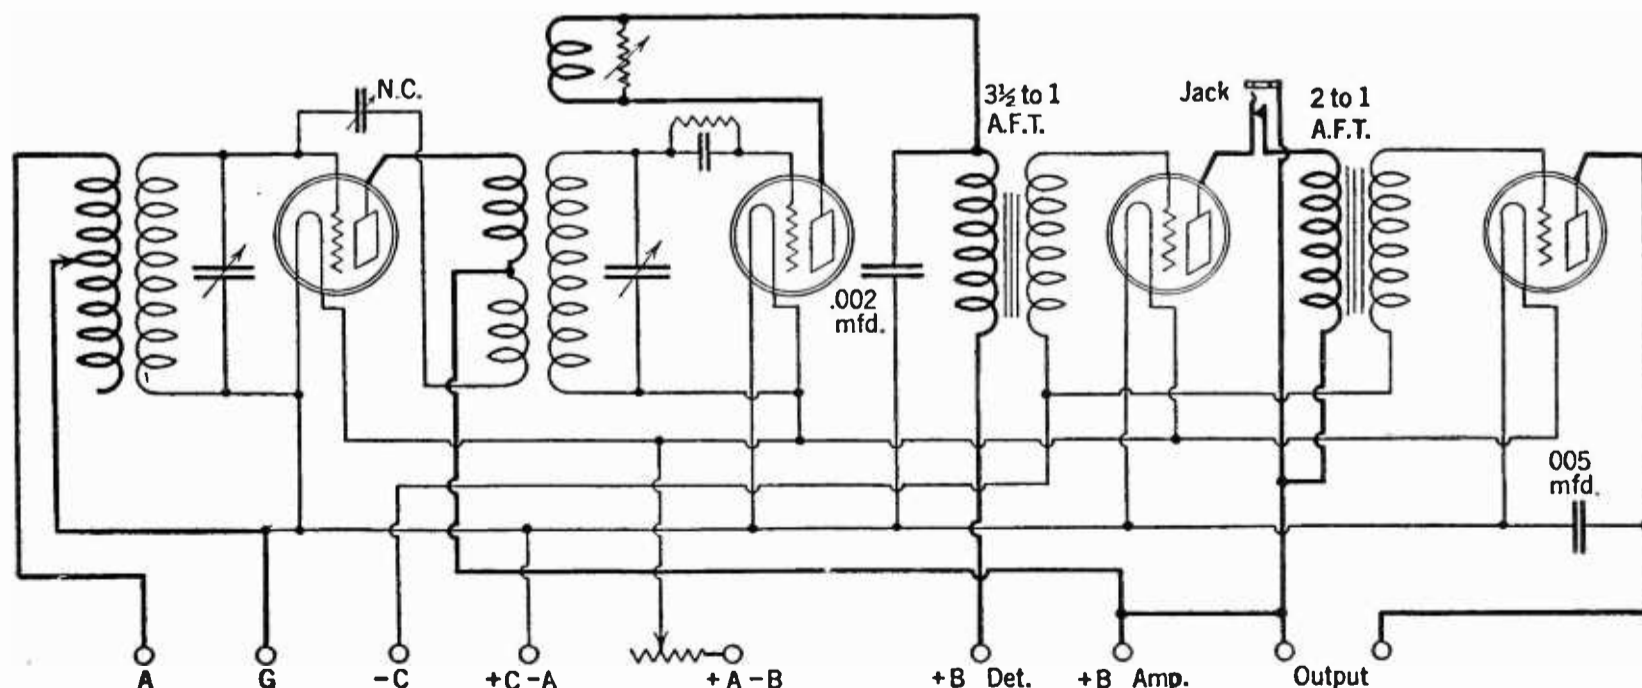 N.C.
3½ to 1
A.F.T.
Jack
2 to 1
A.F.T.
.002
mfd.
005
mfd.
A
G
-C
+C-A
+A-B
+B Det.
+B Amp.
Output